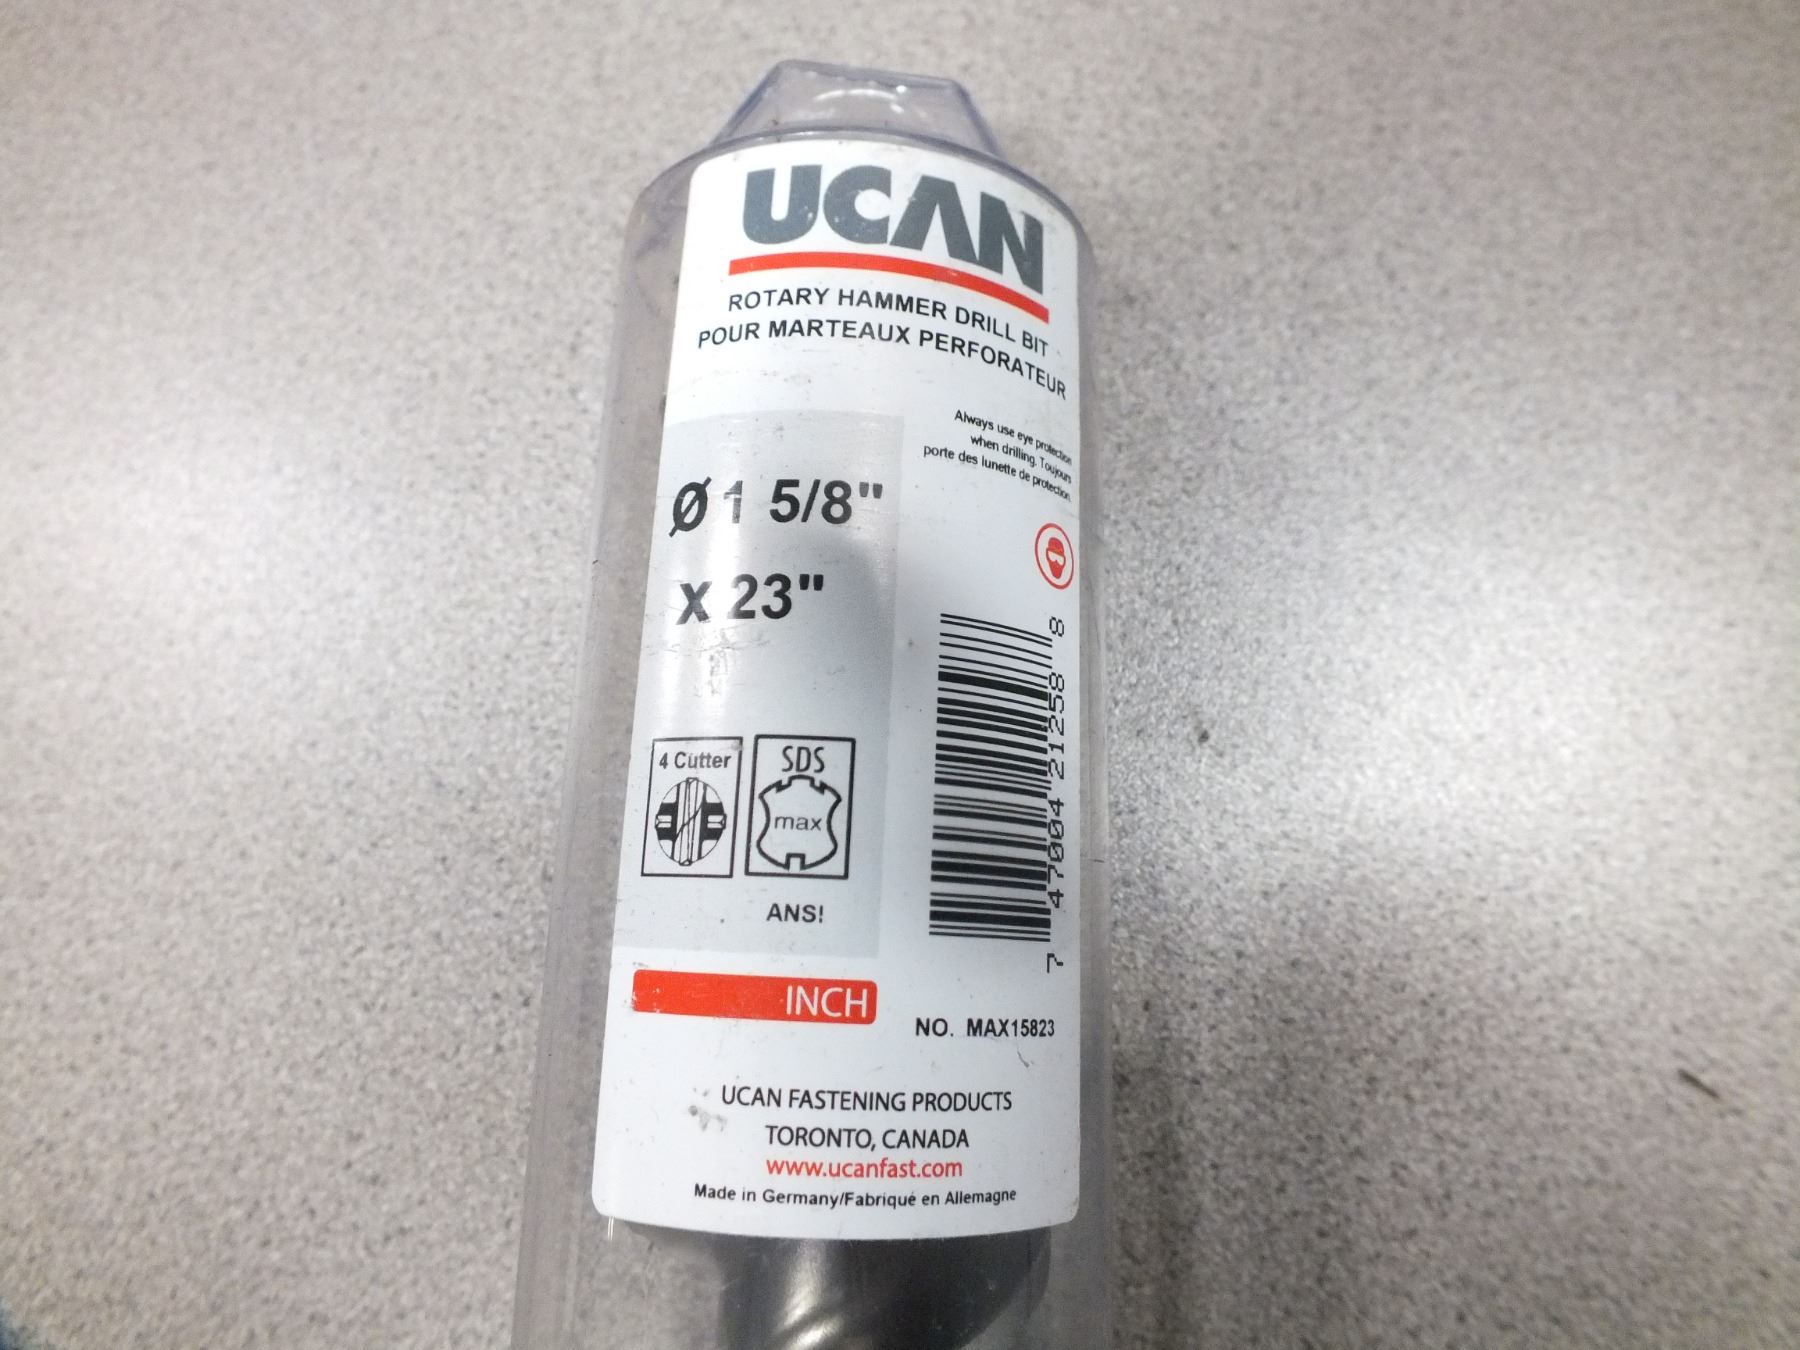 UCAN
ROTARY HAMMER DRILL BIT
POUR MARTEAUX PERFORATEUR
Always use eye protection
when drilling. Toujours
porte des lunette de protection.
Ø 1 5/8"
x 23"
4 Cutter
SDS
max
ANS!
7 47004 21258 8
INCH
NO. MAX15823
UCAN FASTENING PRODUCTS
TORONTO, CANADA
www.ucanfast.com
Made in Germany/Fabriqué en Allemagne